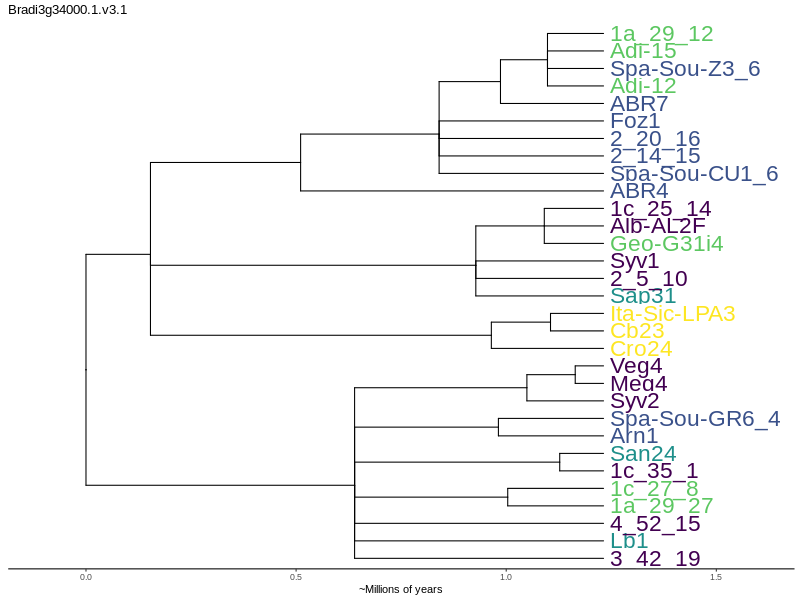 Bradi3g34000.1.v3.1
1a_29_12
Adi-15
Spa-Sou-Z3_6
Adi-12
ABR7
Foz1
2_20_16
2_14_15
Spa-Sou-CU1_6
ABR4
1c_25_14
Alb-AL2F
Geo-G31i4
Syv1
2_5_10
Sap31
Ita-Sic-LPA3
Cb23
Cro24
Veg4
Meg4
Syv2
Spa-Sou-GR6_4
Arn1
San24
1c_35_1
1c_27_8
1a_29_27
4_52_15
Lb1
3_42_19
0.0 0.5 1.0 1.5
~Millions of years